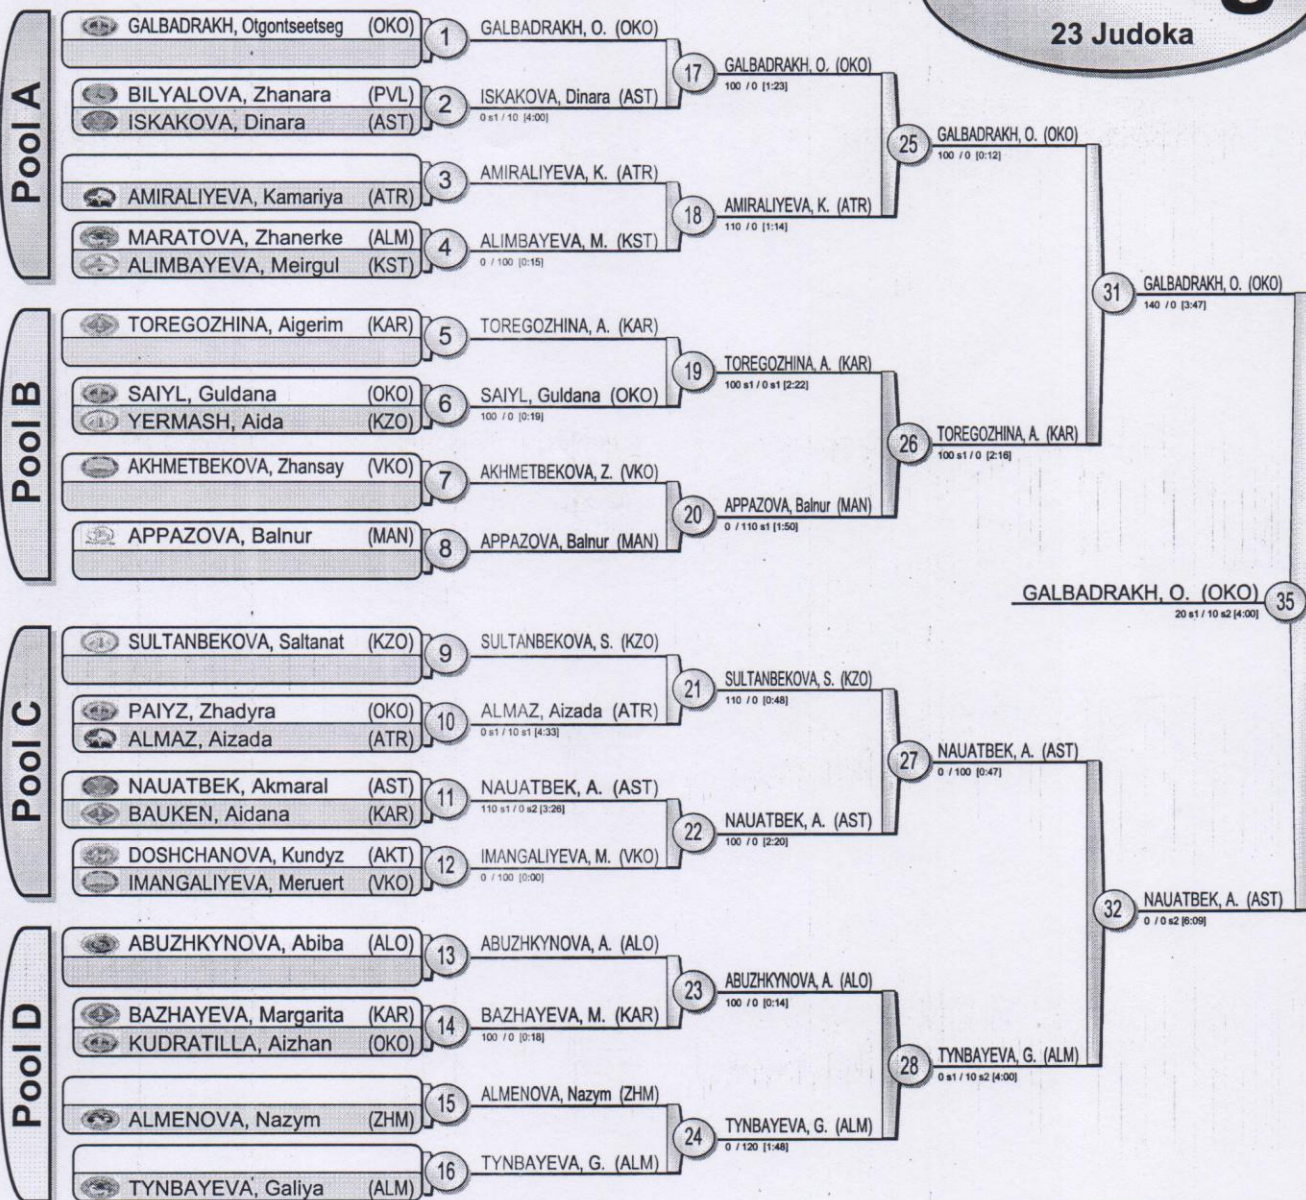 23 Judoka
Pool A
GALBADRAKH, Otgontseetseg (OKO)
1
BILYALOVA, Zhanara (PVL)
ISKAKOVA, Dinara (AST)
2
AMIRALIYEVA, Kamariya (ATR)
3
MARATOVA, Zhanerke (ALM)
ALIMBAYEVA, Meirgul (KST)
4
Pool B
TOREGOZHINA, Aigerim (KAR)
5
SAIYL, Guldana (OKO)
YERMASH, Aida (KZO)
6
AKHMETBEKOVA, Zhansay (VKO)
7
APPAZOVA, Balnur (MAN)
8
Pool C
SULTANBEKOVA, Saltanat (KZO)
9
PAIYZ, Zhadyra (OKO)
ALMAZ, Aizada (ATR)
10
NAUATBEK, Akmaral (AST)
BAUKEN, Aidana (KAR)
11
DOSHCHANOVA, Kundyz (AKT)
IMANGALIYEVA, Meruert (VKO)
12
Pool D
ABUZHKYNOVA, Abiba (ALO)
13
BAZHAYEVA, Margarita (KAR)
KUDRATILLA, Aizhan (OKO)
14
ALMENOVA, Nazym (ZHM)
15
TYNBAYEVA, Galiya (ALM)
16
GALBADRAKH, O. (OKO)
ISKAKOVA, Dinara (AST)
0 s1 / 10 [4:00]
17
AMIRALIYEVA, K. (ATR)
ALIMBAYEVA, M. (KST)
0 / 100 [0:15]
18
TOREGOZHINA, A. (KAR)
SAIYL, Guldana (OKO)
100 / 0 [0:19]
19
AKHMETBEKOVA, Z. (VKO)
APPAZOVA, Balnur (MAN)
20
SULTANBEKOVA, S. (KZO)
ALMAZ, Aizada (ATR)
0 s1 / 10 s1 [4:33]
21
NAUATBEK, A. (AST)
110 s1 / 0 s2 [3:26]
IMANGALIYEVA, M. (VKO)
0 / 100 [0:00]
22
ABUZHKYNOVA, A. (ALO)
BAZHAYEVA, M. (KAR)
100 / 0 [0:18]
23
ALMENOVA, Nazym (ZHM)
TYNBAYEVA, G. (ALM)
24
GALBADRAKH, O. (OKO)
100 / 0 [1:23]
AMIRALIYEVA, K. (ATR)
110 / 0 [1:14]
25
TOREGOZHINA, A. (KAR)
100 s1 / 0 s1 [2:22]
APPAZOVA, Balnur (MAN)
0 / 110 s1 [1:50]
26
SULTANBEKOVA, S. (KZO)
110 / 0 [0:48]
NAUATBEK, A. (AST)
100 / 0 [2:20]
27
ABUZHKYNOVA, A. (ALO)
100 / 0 [0:14]
TYNBAYEVA, G. (ALM)
0 / 120 [1:48]
28
GALBADRAKH, O. (OKO)
100 / 0 [0:12]
TOREGOZHINA, A. (KAR)
100 s1 / 0 [2:16]
31
NAUATBEK, A. (AST)
0 / 100 [0:47]
TYNBAYEVA, G. (ALM)
0 s1 / 10 s2 [4:00]
32
GALBADRAKH, O. (OKO)
140 / 0 [3:47]
NAUATBEK, A. (AST)
0 / 0 s2 [6:09]
GALBADRAKH, O. (OKO)
20 s1 / 10 s2 [4:00]
35